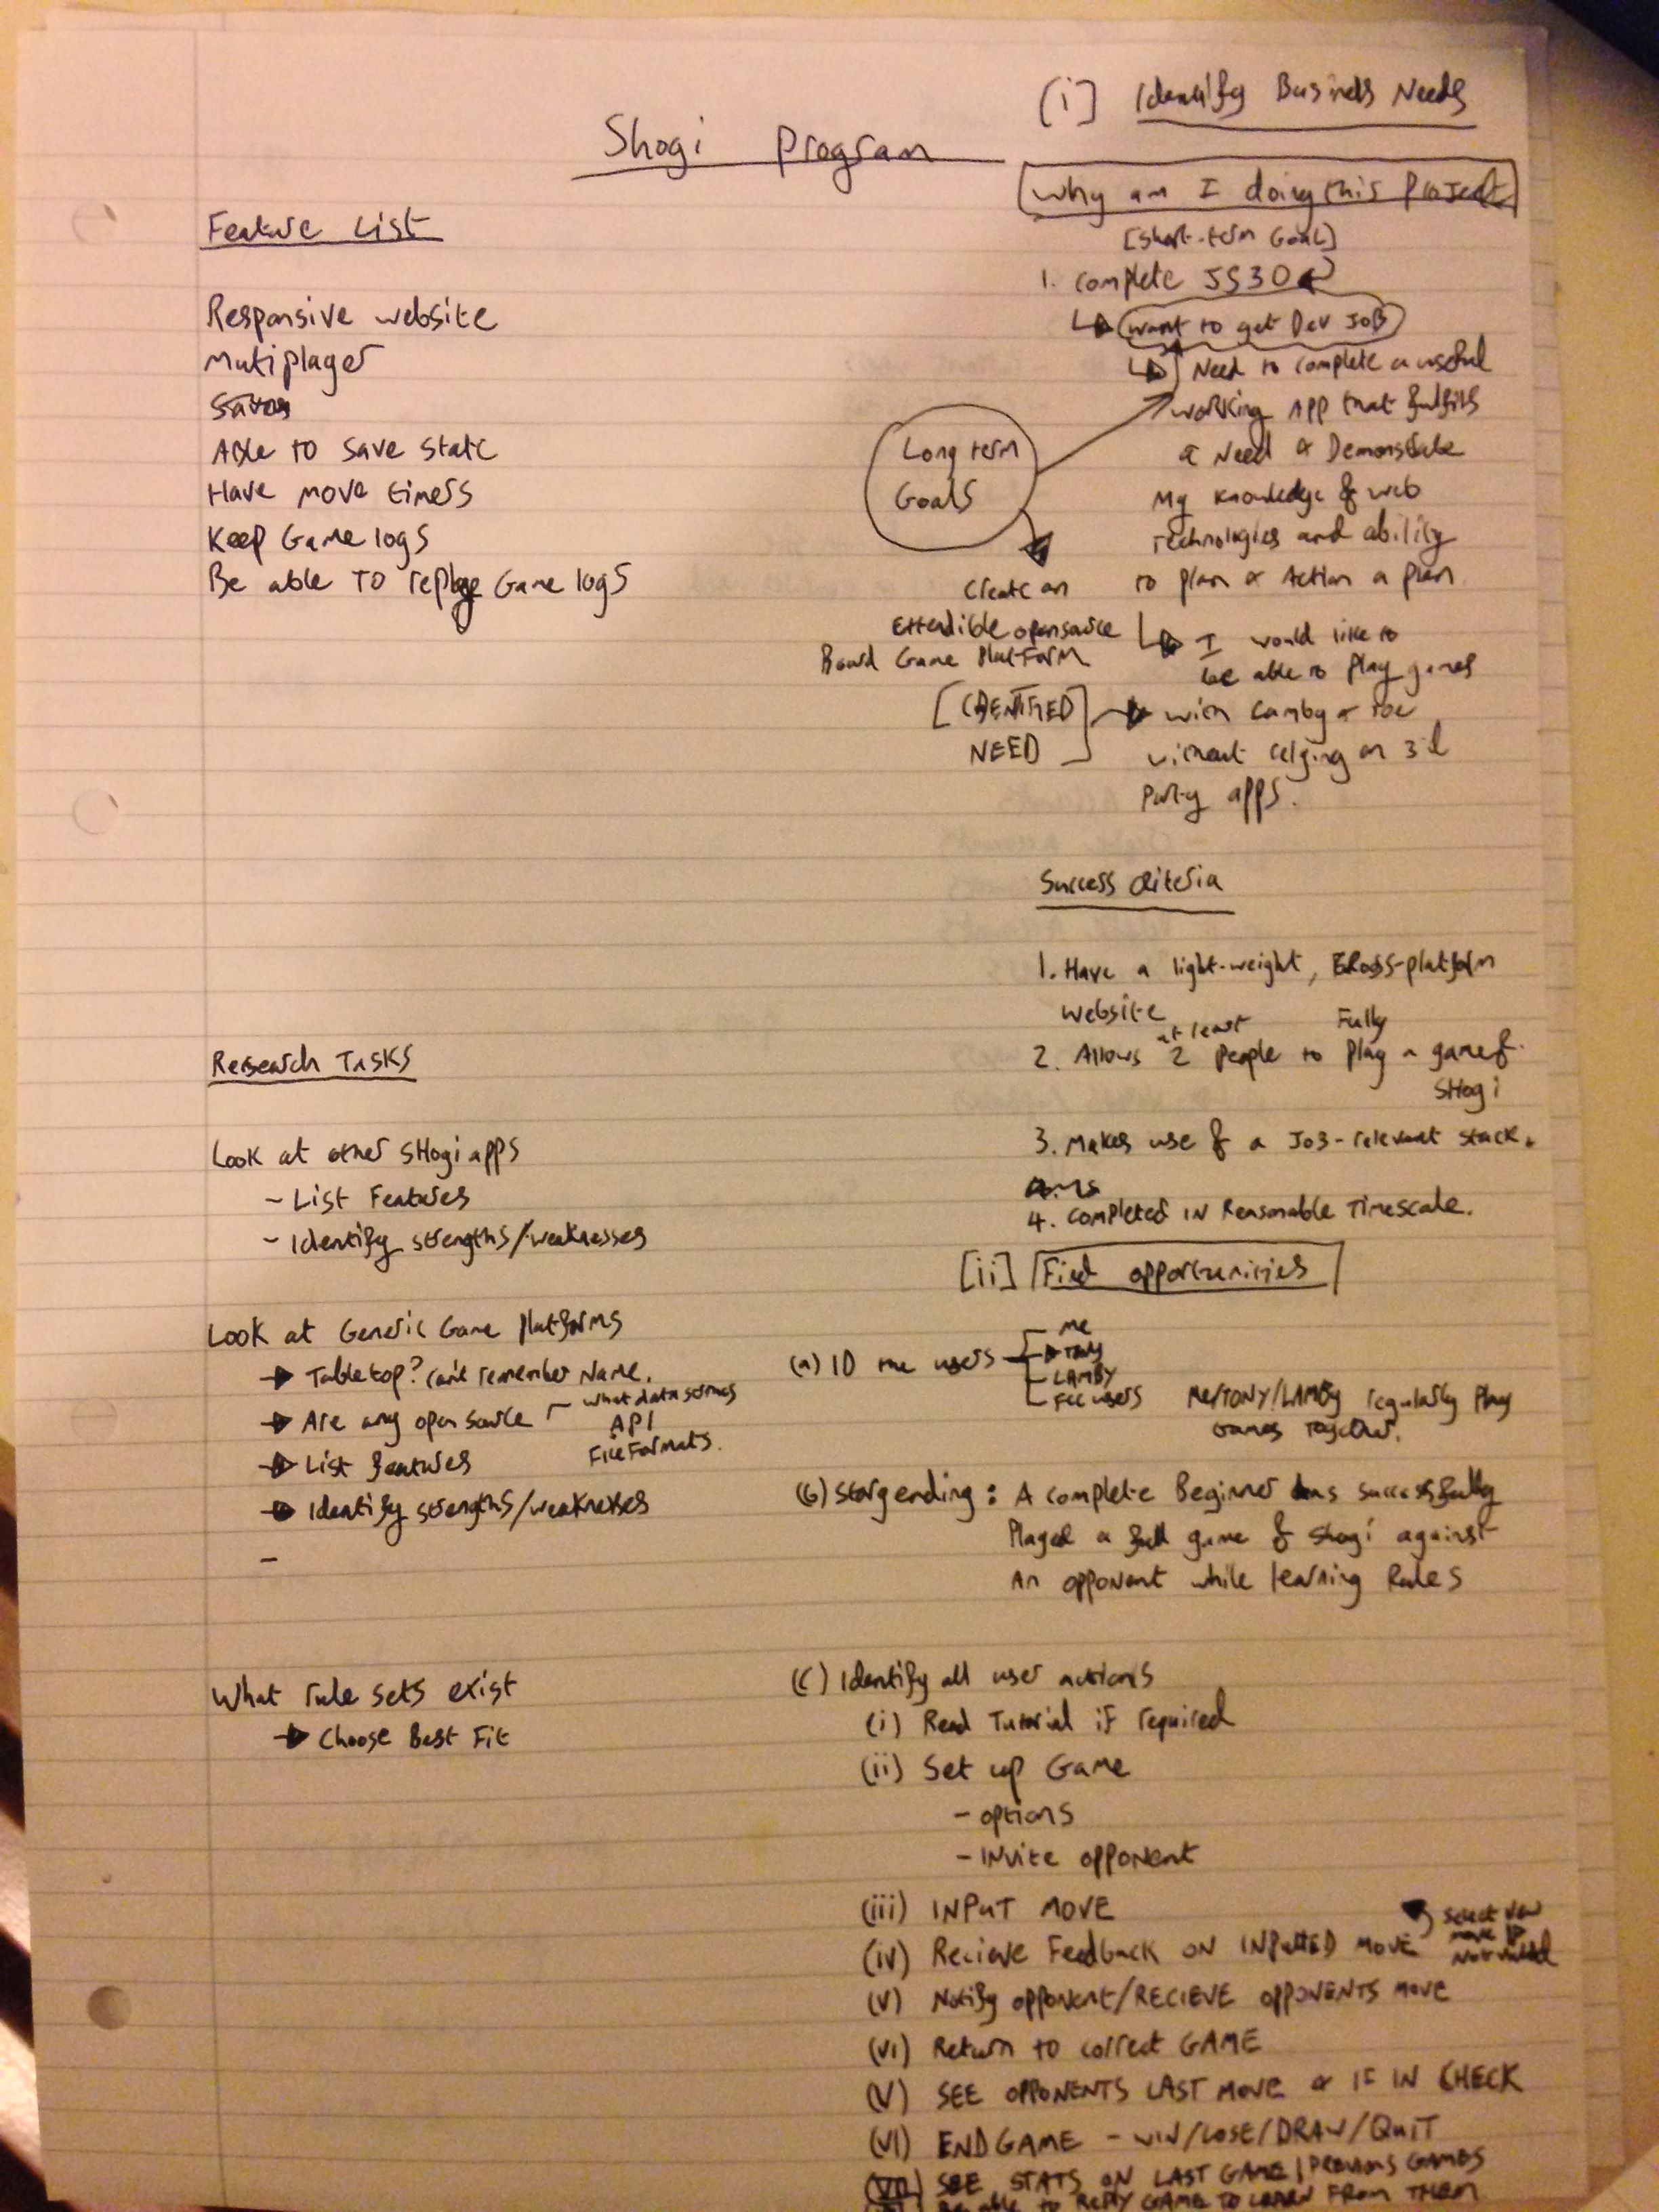 Shogi Program
Feature List
Responsive website
Mutiplayer
Able to save state
Have move timers
Keep Game logs
Be able to replay Game logs
Research Tasks
Look at other SHogi apps
- List Features
- Identify strengths/weaknesses
Look at Generic Game Platforms
→ Tabletop? can't remember Name.
→ Are any open source
what data
API
File Formats.
→ List features
→ Identify strengths/weaknesses
-
What rule sets exist
→ Choose Best Fit
[i] Identify Business Needs
Why am I doing this Project
[short-term Goal]
1. complete JS30
want to get Dev JOB
Need to complete a useful
working App that fulfils
a Need & Demonstrate
My knowledge of web
Technologies and ability
to plan & Action a plan.
Long term
Goals
Create an
Extendible opensource
Board Game Platform
[IDENTIFIED
NEED]
I would like to
be able to play games
with Lamby &
without relying on 3rd
Party apps.
Success Criteria
1. Have a light-weight, CRoss-platform
website
2. Allows at least 2 People to Fully Play a game of
SHogi
3. Makes use of a Job-relevant stack.
4. Completed IN Reasonable Timescale.
[ii] Find opportunities
(a) ID the users
Me
Tony
LAMBY
users
Me/TONY/LAMBy regularly Play
Games Together.
(b) Story ending: A complete Beginner has successfully
Played a full game of Shogi against
An opponent while learning Rules
(C) Identify all user actions
(i) Read Tutorial if required
(ii) Set up Game
- options
- INvite opponent
(iii) INPUT MOVE
(iv) Recieve Feedback ON INPUTTED MOVE
select new
move if
Not valid
(v) Notify opponent/RECIEVE OPPONENTS MOVE
(vi) Return to correct GAME
(V) SEE OPPONENTS LAST MOVE & IF IN CHECK
(VI) ENDGAME - WIN/LOSE/DRAW/QUIT
(VII) SEE STATS ON LAST GAME/PREVIOUS GAMES
Be able to REPLY GAME TO LEARN FROM THEM